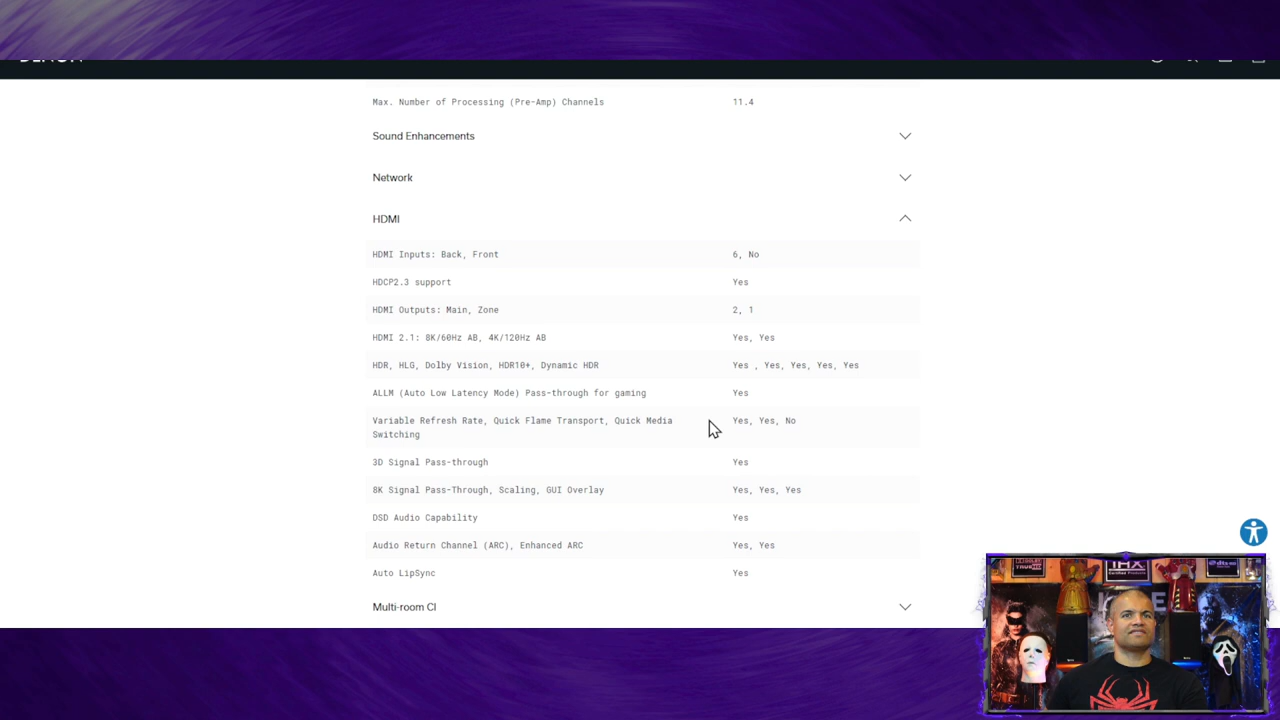 Max. Number of Processing (Pre-Amp) Channels 11.4
Sound Enhancements
Network
HDMI
HDMI Inputs: Back, Front 6, No
HDCP2.3 support Yes
HDMI Outputs: Main, Zone 2, 1
HDMI 2.1: 8K/60Hz AB, 4K/120Hz AB Yes, Yes
HDR, HLG, Dolby Vision, HDR10+, Dynamic HDR Yes , Yes, Yes, Yes, Yes
ALLM (Auto Low Latency Mode) Pass-through for gaming Yes
Variable Refresh Rate, Quick Flame Transport, Quick Media Yes, Yes, No
Switching
3D Signal Pass-through Yes
8K Signal Pass-Through, Scaling, GUI Overlay Yes, Yes, Yes
DSD Audio Capability Yes
Audio Return Channel (ARC), Enhanced ARC Yes, Yes
Auto LipSync Yes
Multi-room CI
THX
dts